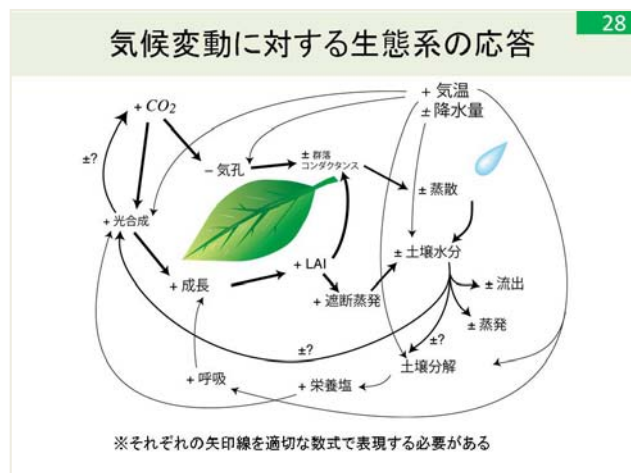 28
気候変動に対する生態系の応答
+ 気温
± 降水量
+ CO2
±?
− 気孔
± 群落
コンダクタンス
± 蒸散
+ 光合成
+ LAI
± 土壌水分
+ 成長
+ 遮断蒸発
± 流出
± 蒸発
±?
±?
土壌分解
+ 呼吸
+ 栄養塩
※それぞれの矢印線を適切な数式で表現する必要がある